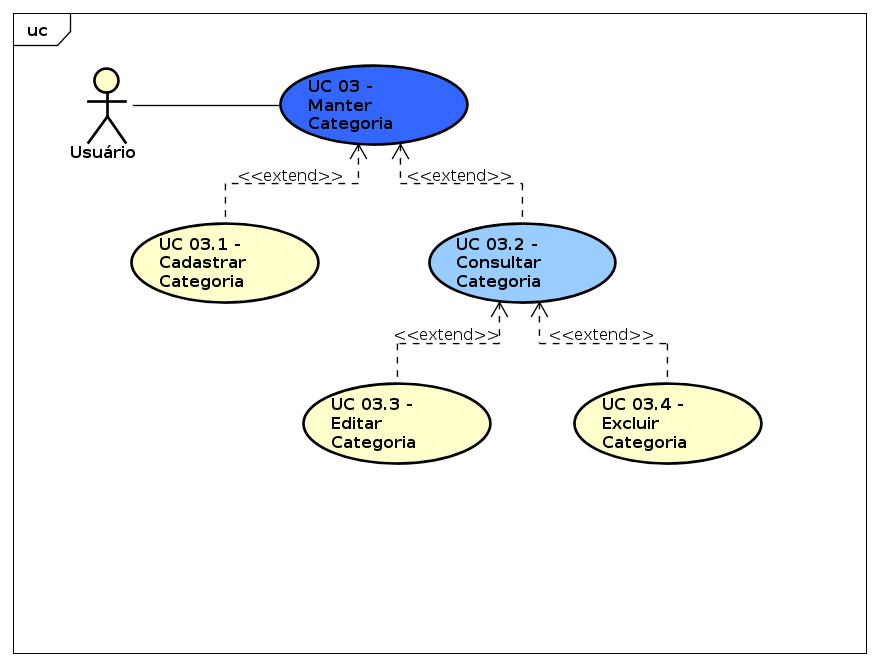 uc
UC 03 -
Manter
Categoria
Usuário
<<extend>>
<<extend>>
UC 03.1 -
Cadastrar
Categoria
UC 03.2 -
Consultar
Categoria
<<extend>>
<<extend>>
UC 03.3 -
Editar
Categoria
UC 03.4 -
Excluir
Categoria